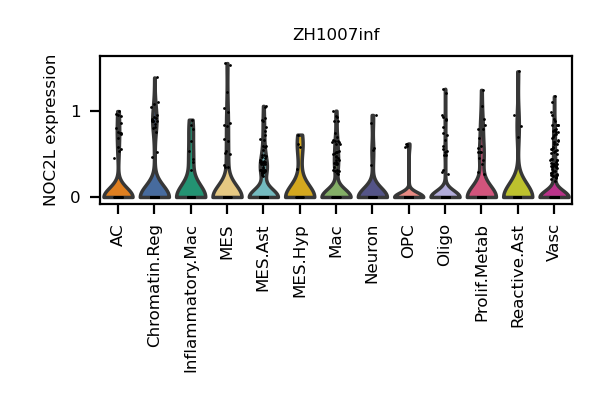 ZH1007inf
NOC2L expression
1
0
AC
Chromatin.Reg
Inflammatory.Mac
MES
MES.Ast
MES.Hyp
Mac
Neuron
OPC
Oligo
Prolif.Metab
Reactive.Ast
Vasc